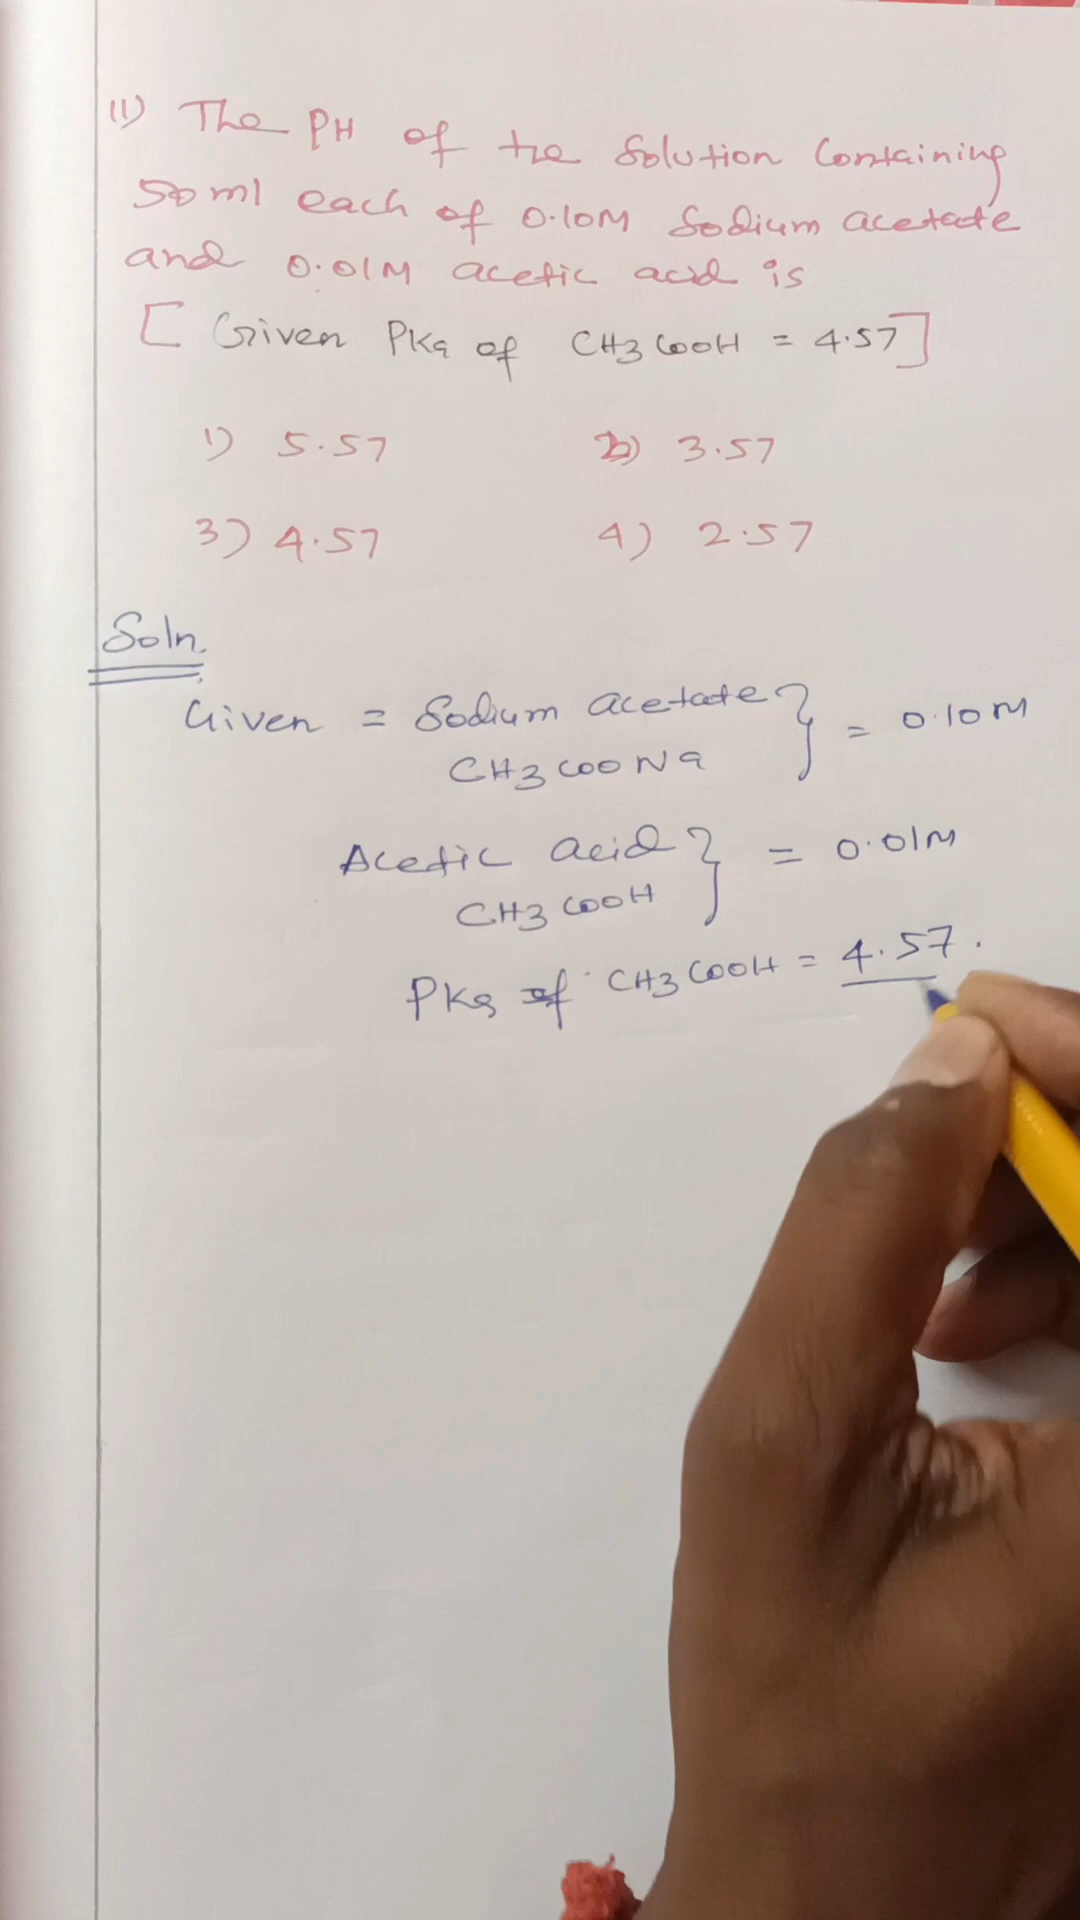 11) The PH of the Solution Containing
50 ml each of 0.10M Sodium acetate
and 0.01M acetic acid is
[Given Pka of CH3COOH = 4.57]
1) 5.57 2) 3.57
3) 4.57 4) 2.57
Soln.
Given = Sodium acetate } = 0.10M
CH3COONa
Acetic acid } = 0.01M
CH3COOH
Pka of CH3COOH = 4.57.